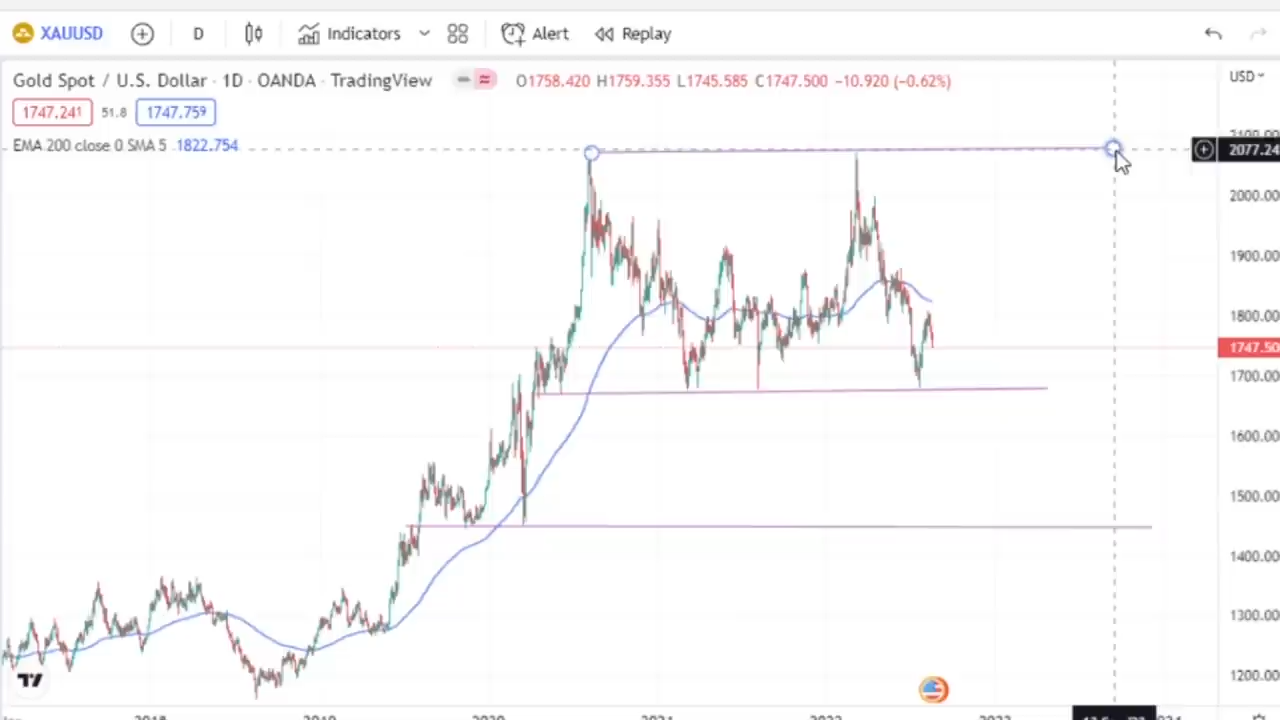 XAUUSD D Indicators Alert Replay
Gold Spot / U.S. Dollar · 1D · OANDA · TradingView O1758.420 H1759.355 L1745.585 C1747.500 −10.920 (−0.62%) USD
1747.241 51.8 1747.759
EMA 200 close 0 SMA 5 1822.754
2077.24
2000.00
1900.00
1800.00
1747.50
1700.00
1600.00
1500.00
1400.00
1300.00
1200.00